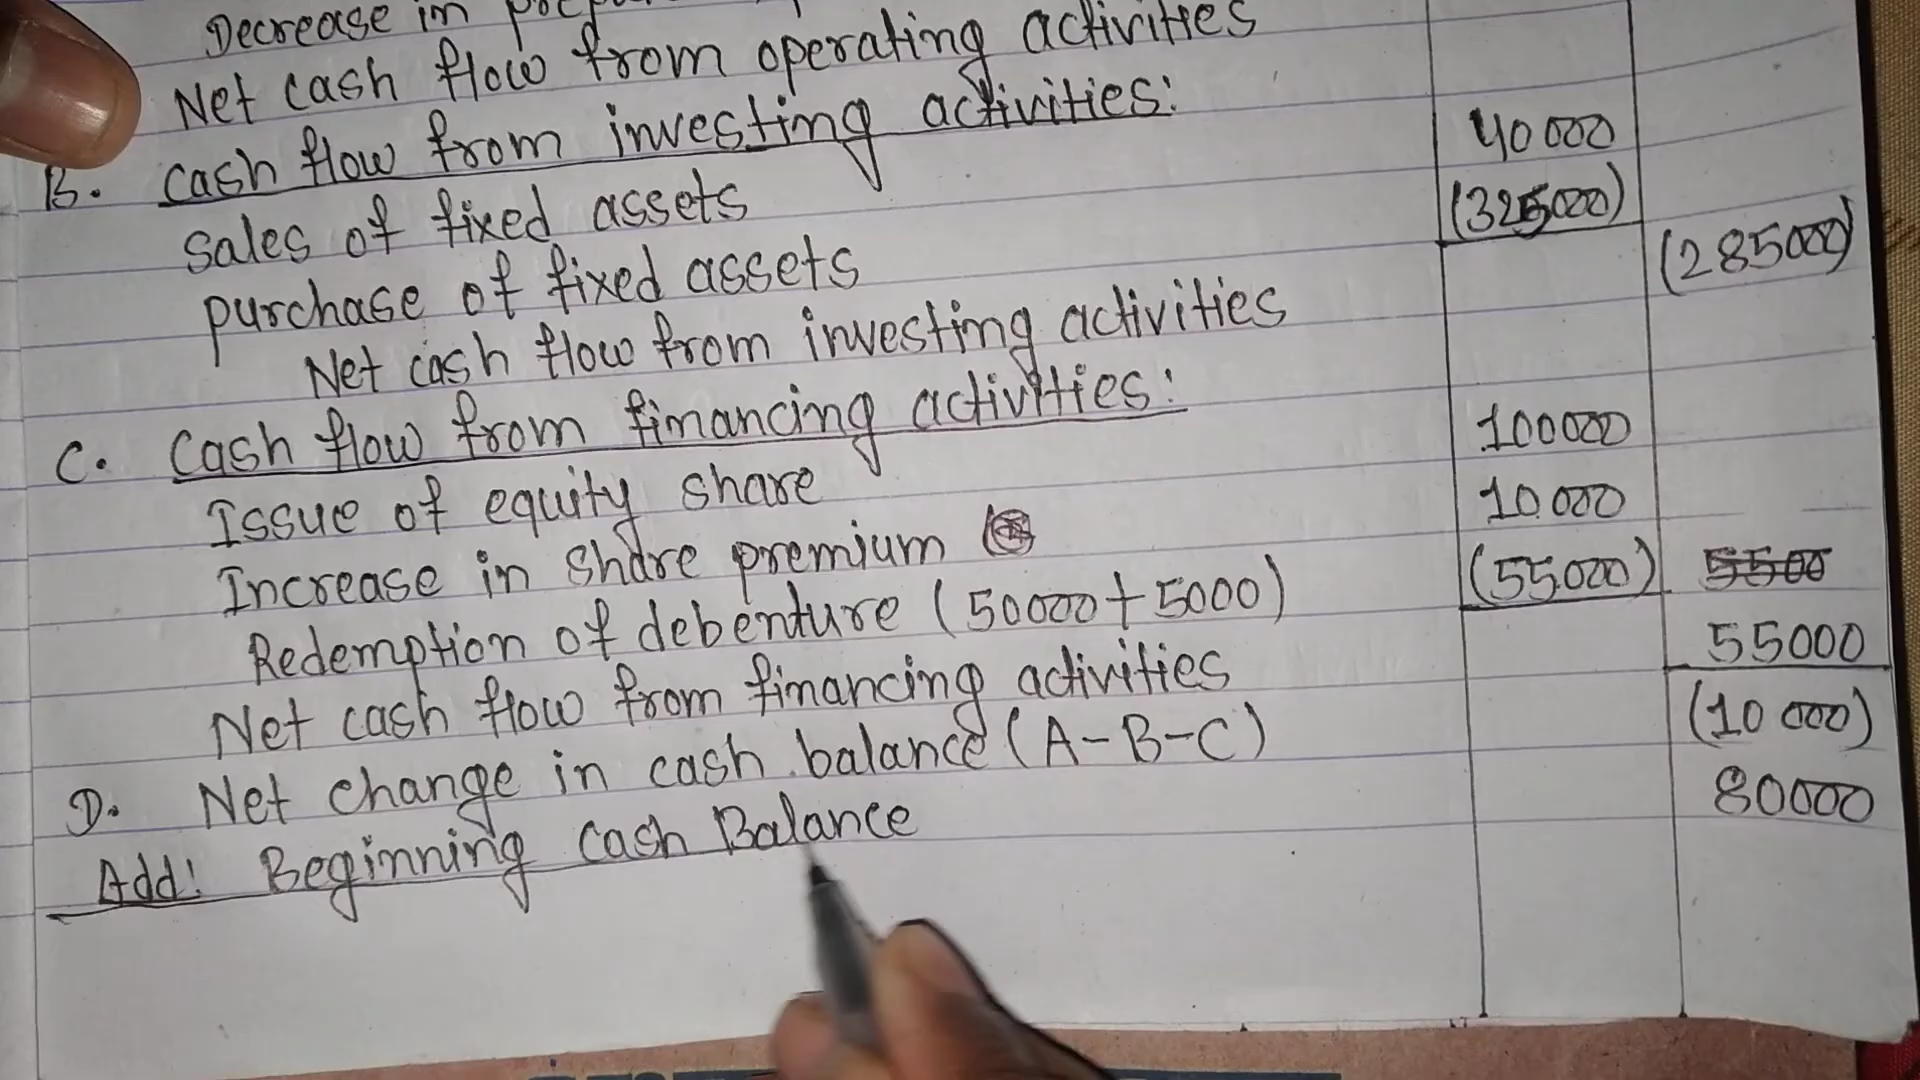 Decrease in
Net cash flow from operating activities
B. Cash flow from investing activities:
Sales of fixed assets 40000
Purchase of fixed assets (325000)
Net cash flow from investing activities (285000)
C. Cash flow from financing activities:
Issue of equity share 100000
Increase in share premium 10000
Redemption of debenture (50000+5000) (55000) 5500
Net cash flow from financing activities 55000
D. Net change in cash balance (A-B-C) (10000)
Add: Beginning Cash Balance 80000